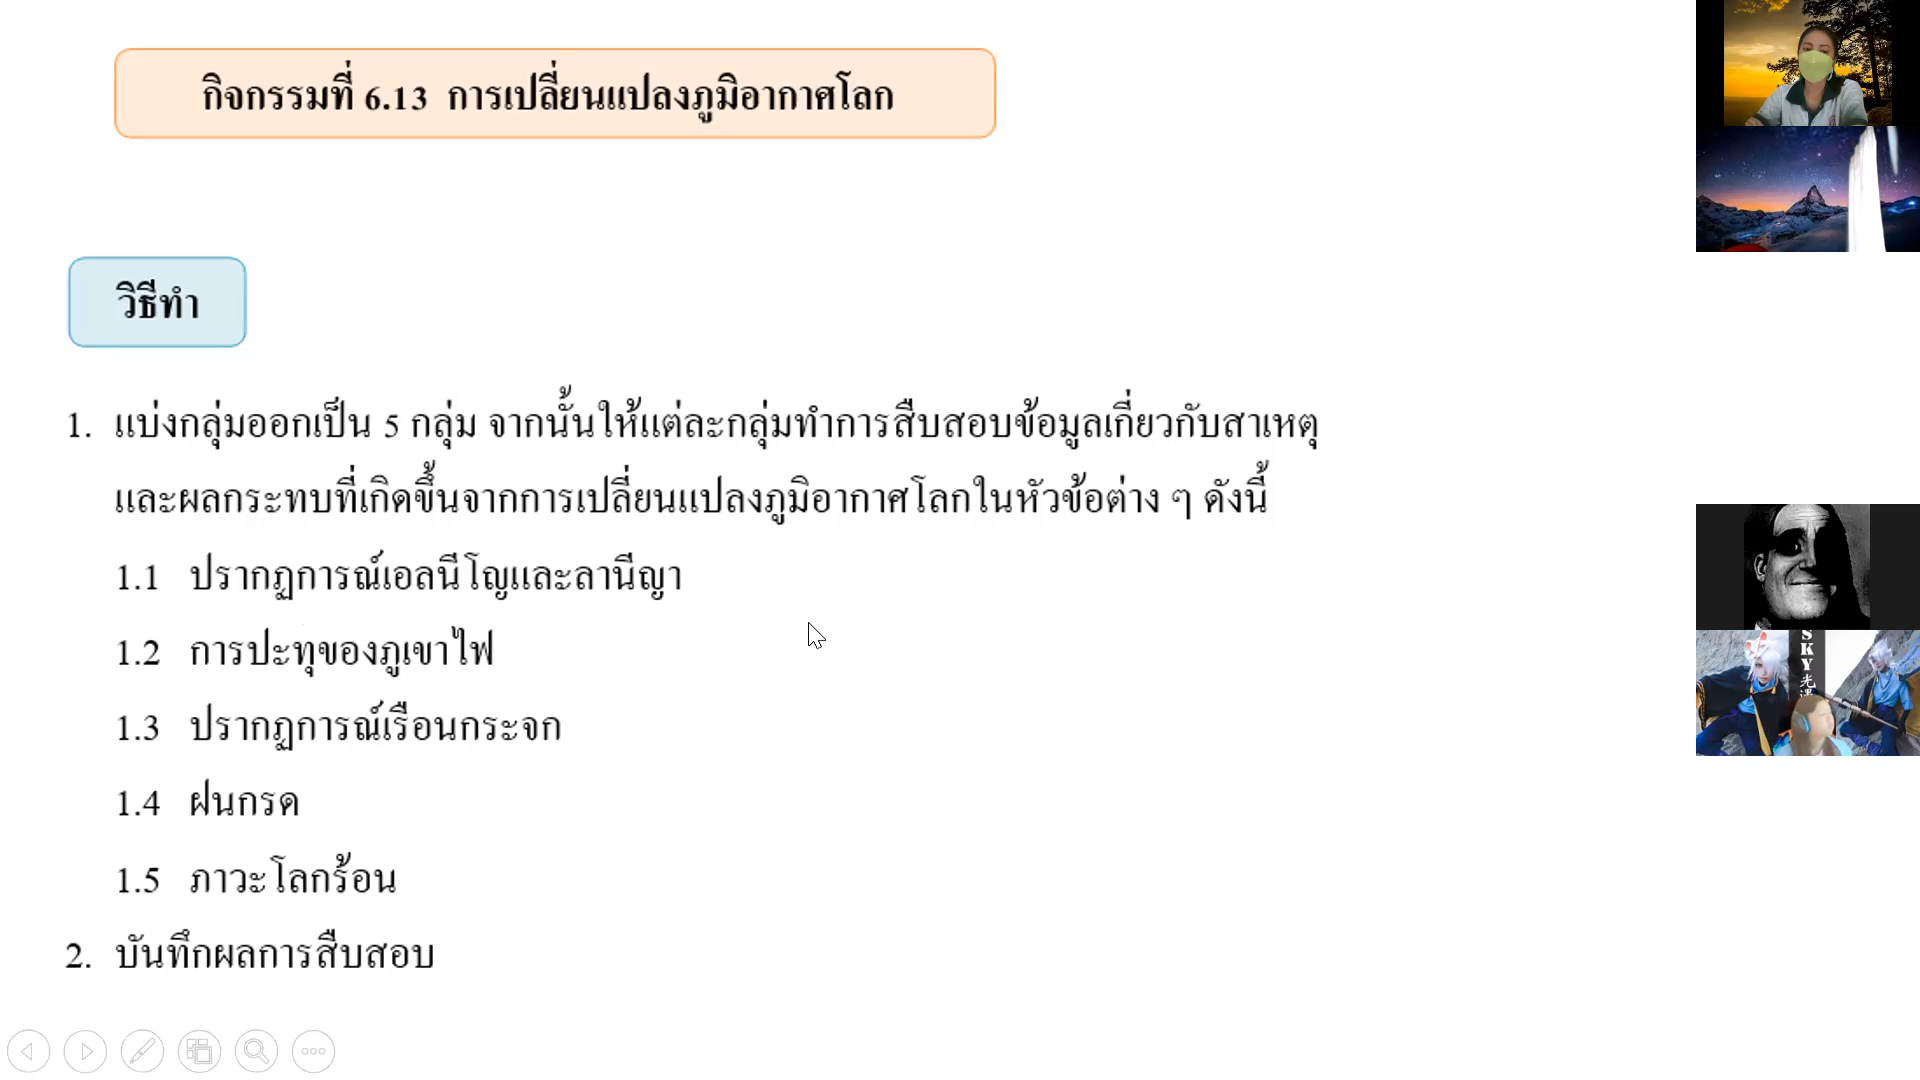 กิจกรรมที่ 6.13 การเปลี่ยนแปลงภูมิอากาศโลก
วิธีทำ
1. แบ่งกลุ่มออกเป็น 5 กลุ่ม จากนั้นให้แต่ละกลุ่มทำการสืบสอบข้อมูลเกี่ยวกับสาเหตุ
และผลกระทบที่เกิดขึ้นจากการเปลี่ยนแปลงภูมิอากาศโลกในหัวข้อต่าง ๆ ดังนี้
1.1 ปรากฏการณ์เอลนีโญและลานีญา
1.2 การปะทุของภูเขาไฟ
1.3 ปรากฏการณ์เรือนกระจก
1.4 ฝนกรด
1.5 ภาวะโลกร้อน
2. บันทึกผลการสืบสอบ
SKY
光遇